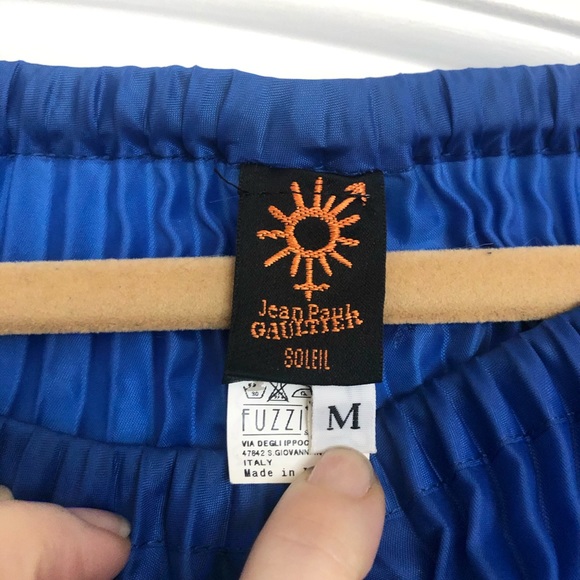 Jean Paul
GAULTIER
SOLEIL
FUZZI
M
VIA DEGLI IPPOC
47842 S.GIOVANN
ITALY
Made in